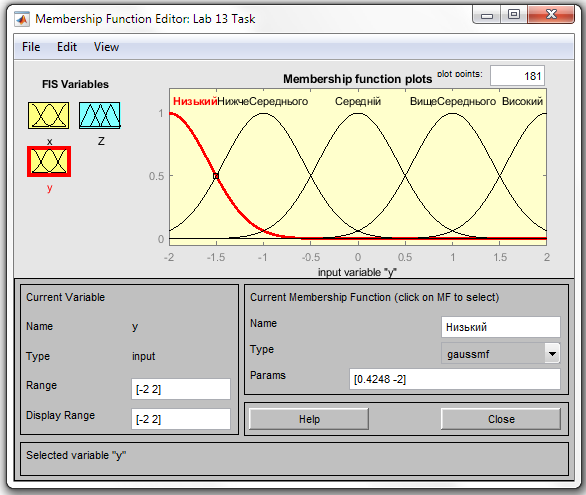 Membership Function Editor: Lab 13 Task
File Edit View
FIS Variables
x
Z
y
Membership function plots
plot points:
181
Низький
НижчеСереднього
Середній
ВищеСереднього
Високий
1
0.5
0
-2 -1.5 -1 -0.5 0 0.5 1 1.5 2
input variable "y"
Current Variable
Name y
Type input
Range [-2 2]
Display Range [-2 2]
Current Membership Function (click on MF to select)
Name Низький
Type gaussmf
Params [0.4248 -2]
Help
Close
Selected variable "y"